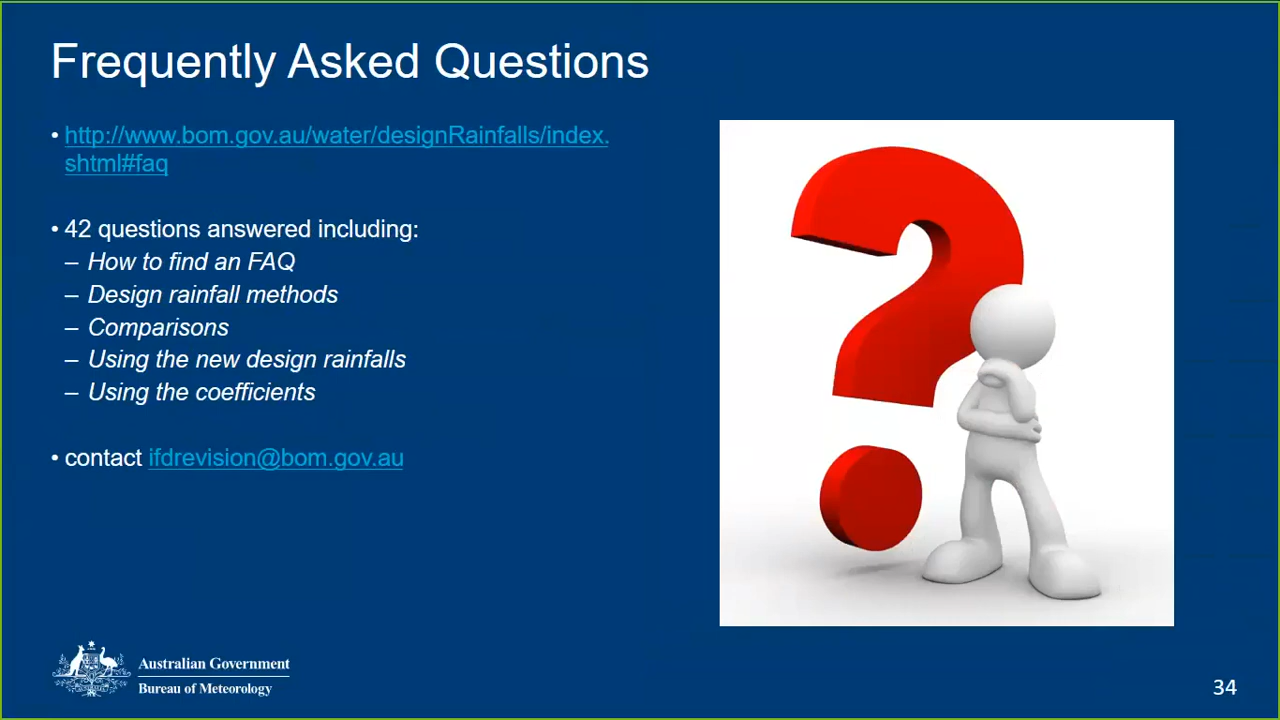 Frequently Asked Questions
• http://www.bom.gov.au/water/designRainfalls/index.
shtml#faq
• 42 questions answered including:
– How to find an FAQ
– Design rainfall methods
– Comparisons
– Using the new design rainfalls
– Using the coefficients
• contact ifdrevision@bom.gov.au
?
Australian Government
Bureau of Meteorology
34